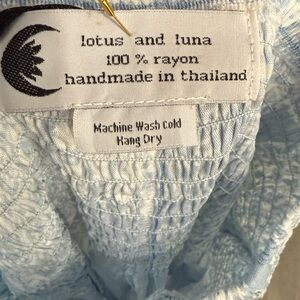 lotus and luna
100 % rayon
handmade in thailand
Machine Wash Cold
Hang Dry